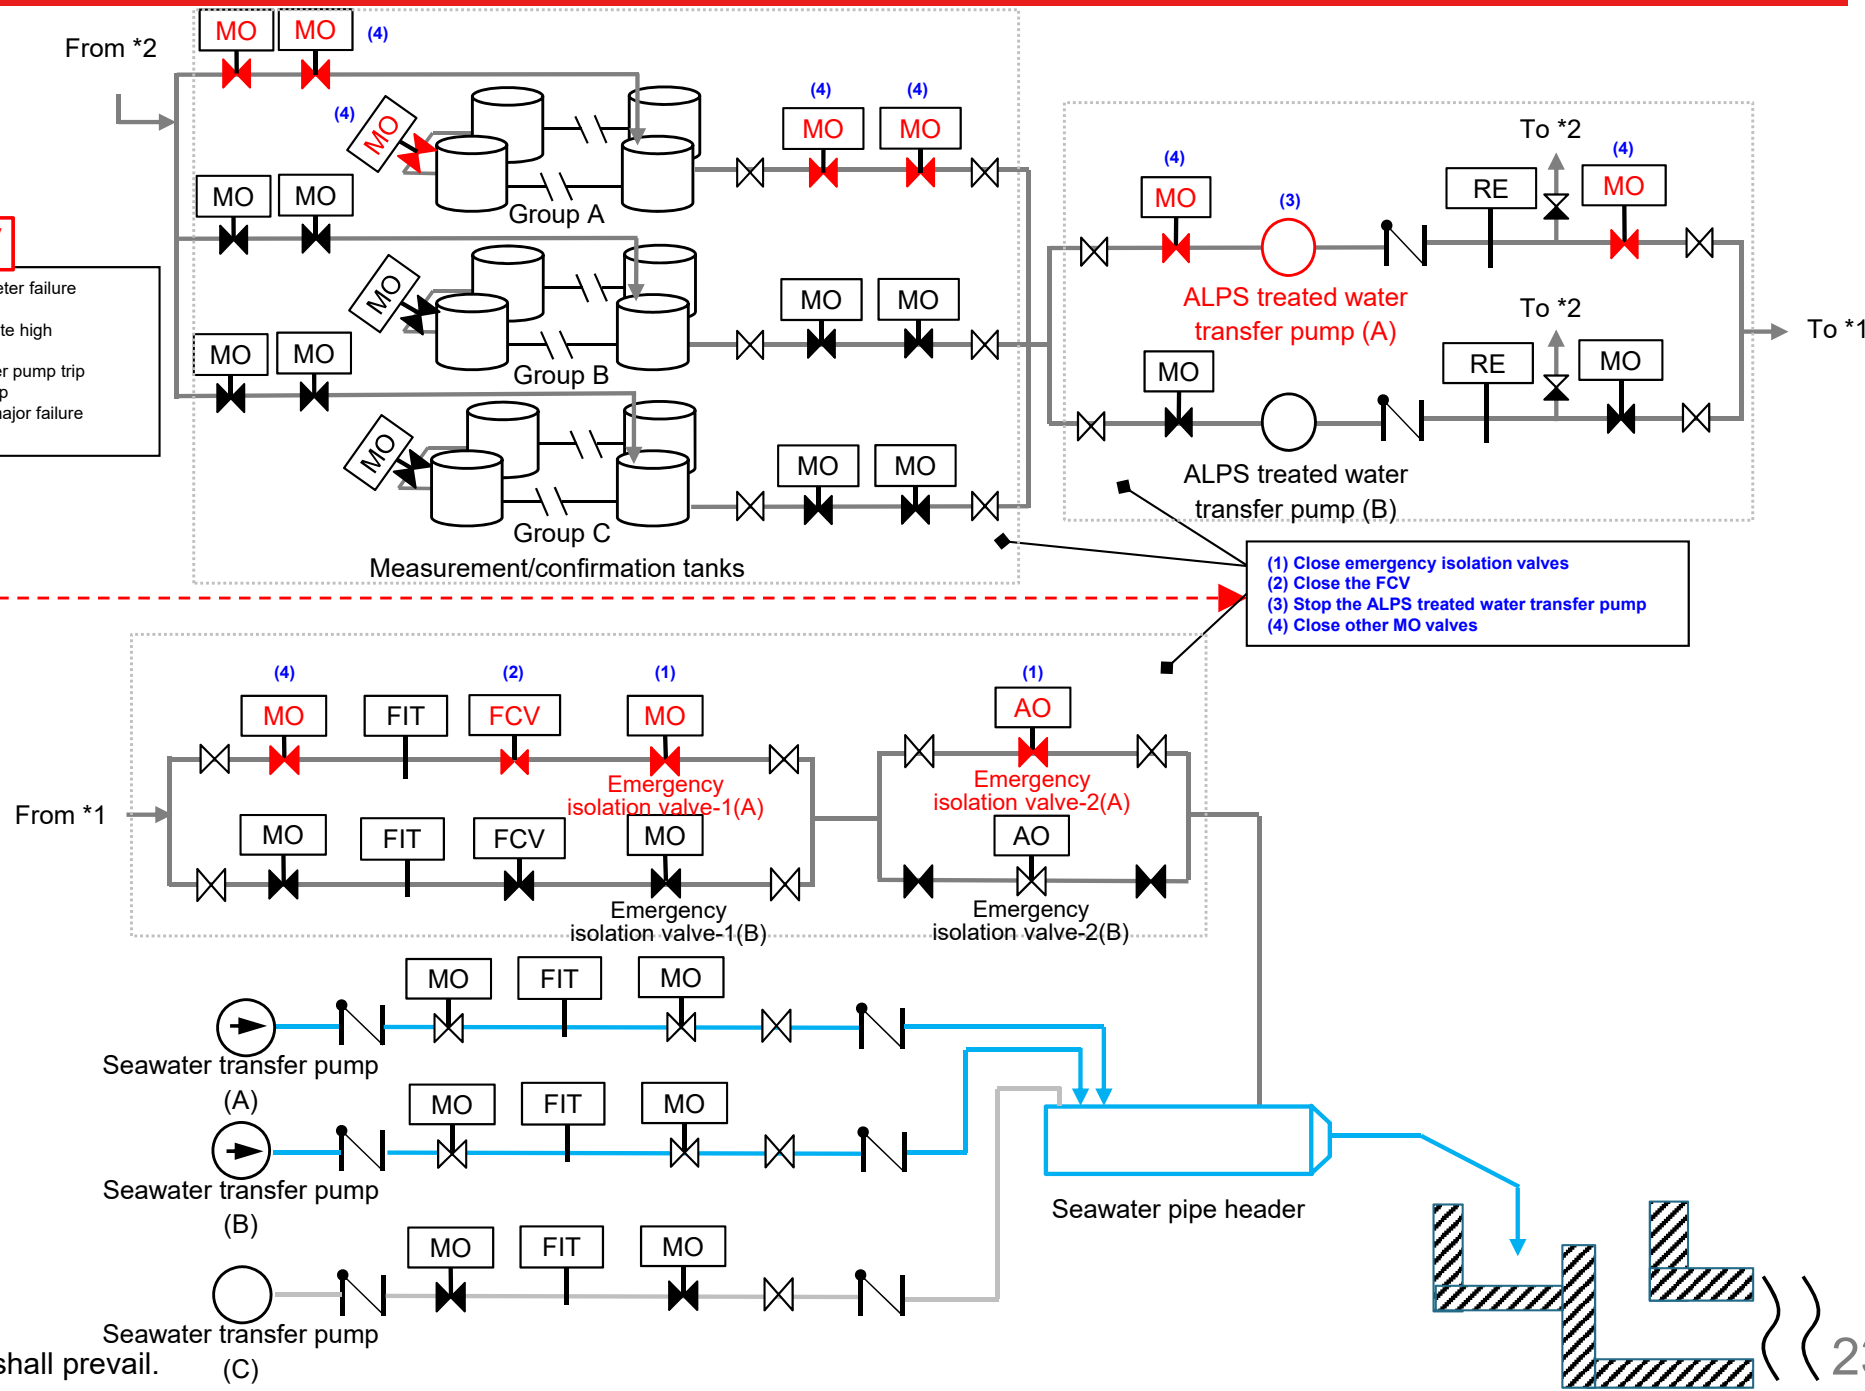 From *2
MO
MO
(4)
(4)
MO
(4)
MO
(4)
MO
Group A
MO
MO
MO
Group B
MO
MO
MO
MO
MO
Group C
MO
MO
Measurement/confirmation tanks
eter failure
te high
er pump trip
p
major failure
(4)
MO
(3)
RE
To *2
(4)
MO
ALPS treated water
transfer pump (A)
To *2
To *1
MO
RE
MO
ALPS treated water
transfer pump (B)
(1) Close emergency isolation valves
(2) Close the FCV
(3) Stop the ALPS treated water transfer pump
(4) Close other MO valves
(4)
MO
FIT
(2)
FCV
(1)
MO
Emergency
isolation valve-1(A)
(1)
AO
Emergency
isolation valve-2(A)
From *1
MO
FIT
FCV
MO
Emergency
isolation valve-1(B)
AO
Emergency
isolation valve-2(B)
MO
FIT
MO
Seawater transfer pump
(A)
MO
FIT
MO
Seawater transfer pump
(B)
MO
FIT
MO
Seawater transfer pump
(C)
Seawater pipe header
shall prevail.